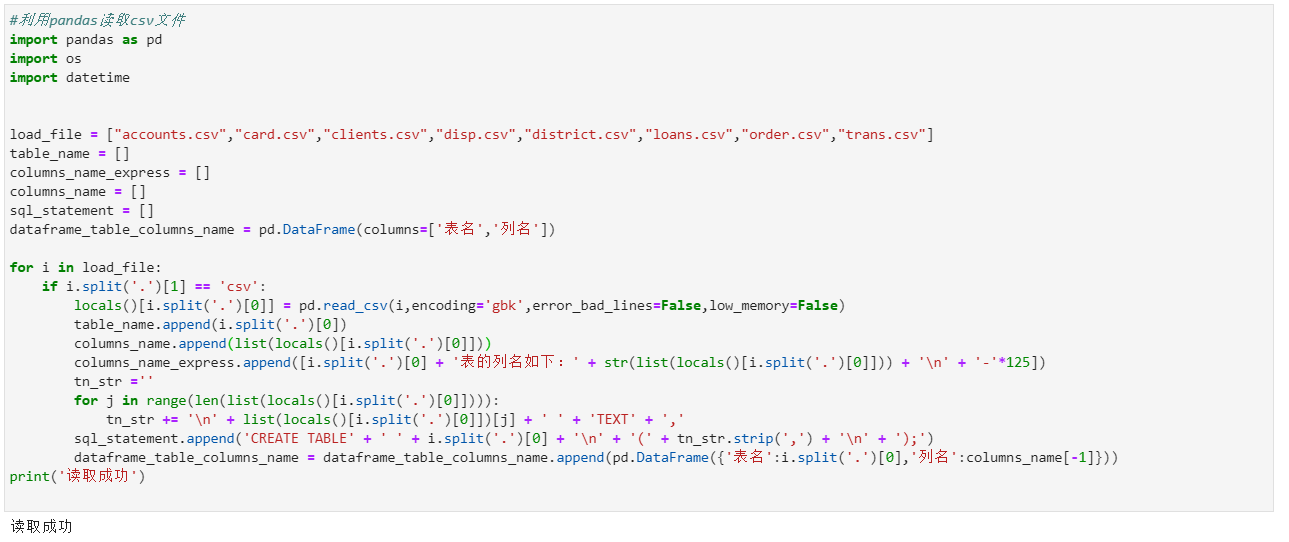 #利用pandas读取csv文件
import pandas as pd
import os
import datetime
load_file = ["accounts.csv","card.csv","clients.csv","disp.csv","district.csv","loans.csv","order.csv","trans.csv"]
table_name = []
columns_name_express = []
columns_name = []
sql_statement = []
dataframe_table_columns_name = pd.DataFrame(columns=['表名','列名'])
for i in load_file:
    if i.split('.')[1] == 'csv':
        locals()[i.split('.')[0]] = pd.read_csv(i,encoding='gbk',error_bad_lines=False,low_memory=False)
        table_name.append(i.split('.')[0])
        columns_name.append(list(locals()[i.split('.')[0]]))
        columns_name_express.append([i.split('.')[0] + '表的列名如下：' + str(list(locals()[i.split('.')[0]])) + '\n' + '-'*125])
        tn_str =''
        for j in range(len(list(locals()[i.split('.')[0]]))):
            tn_str += '\n' + list(locals()[i.split('.')[0]])[j] + ' ' + 'TEXT' + ','
        sql_statement.append('CREATE TABLE' + ' ' + i.split('.')[0] + '\n' + '(' + tn_str.strip(',') + '\n' + ');')
        dataframe_table_columns_name = dataframe_table_columns_name.append(pd.DataFrame({'表名':i.split('.')[0],'列名':columns_name[-1]}))
print('读取成功')
读取成功